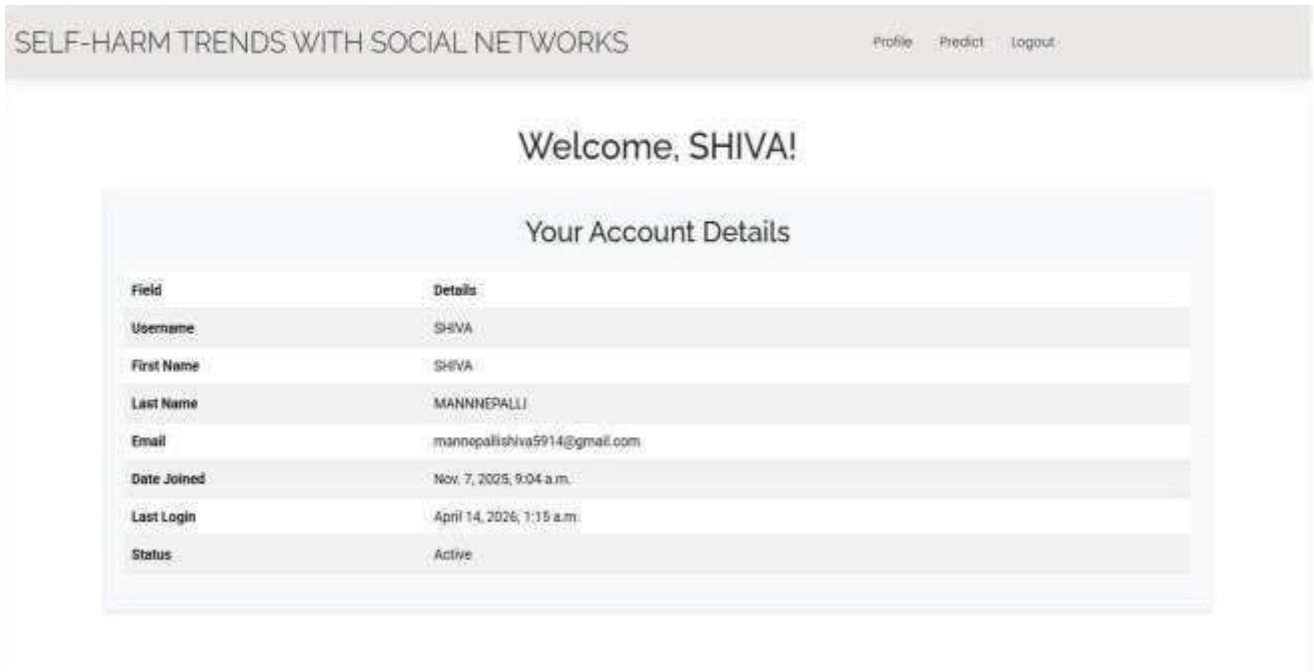 SELF-HARM TRENDS WITH SOCIAL NETWORKS Profile Predict Logout
Welcome, SHIVA!
Your Account Details
Field Details
Username SHIVA
First Name SHIVA
Last Name MANNNEPALLI
Email mannepallishiva5914@gmail.com
Date Joined Nov. 7, 2025, 9:04 a.m.
Last Login April 14, 2026, 1:15 a.m.
Status Active